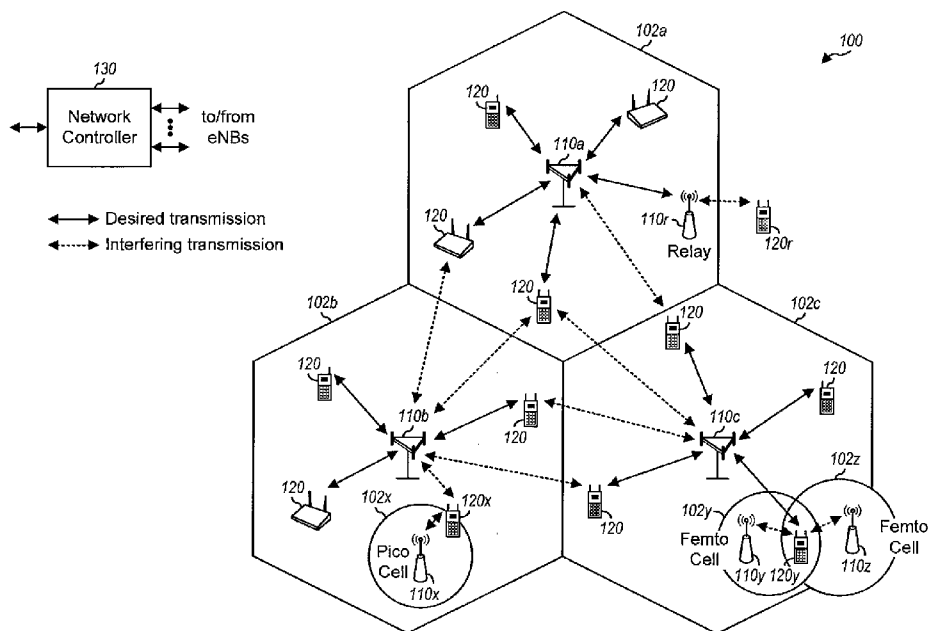 102a
100
130
Network
Controller
to/from
eNBs
120
120
110a
Desired transmission
Interfering transmission
120
110r
Relay
120r
102b
120
120
102c
120
120
110b
120
110c
120
120
102x
120x
120
102z
Pico
Cell
110x
102y
Femto
Cell
110y
120y
110z
Femto
Cell